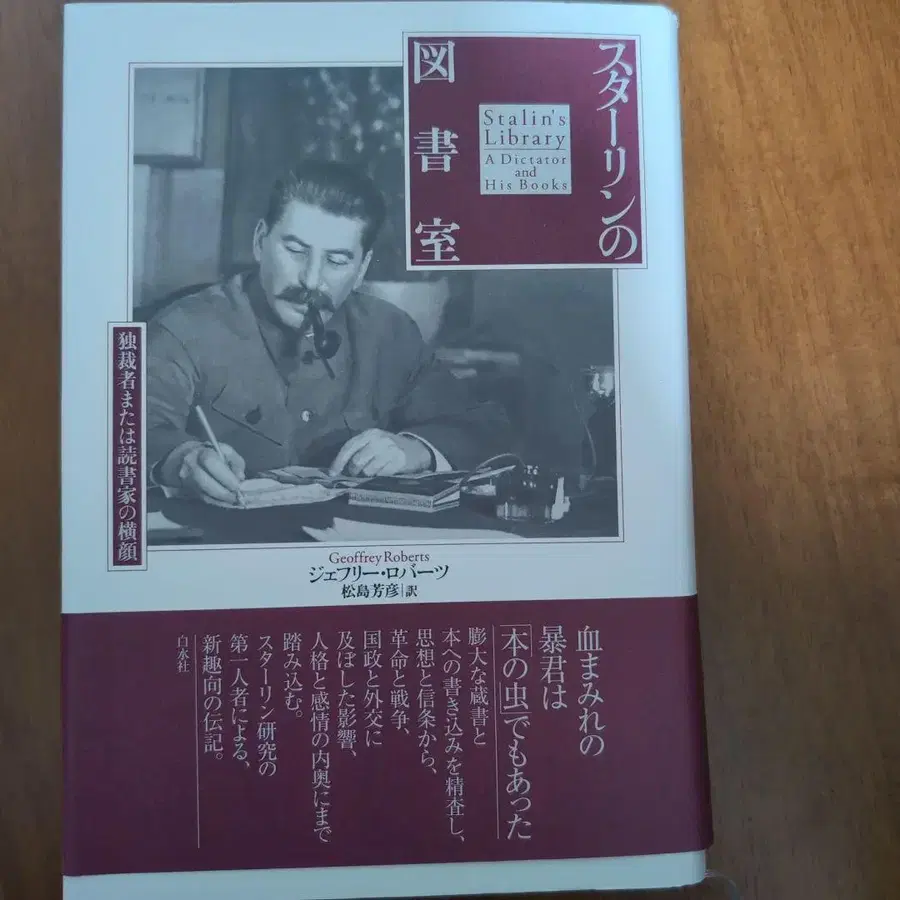 スターリンの
図書室
Stalin's
Library
A Dictator
and
His Books
独裁者または読書家の横顔
Geoffrey Roberts
ジェフリー・ロバーツ
松島芳彦|訳
血まみれの
暴君は
「本の虫」でもあった
膨大な蔵書と
本への書き込みを精査し、
思想と信条から、
革命と戦争、
国政と外交に
及ぼした影響、
人格と感情の内奥にまで
踏み込む。
スターリン研究の
第一人者による、
新趣向の伝記。
白水社